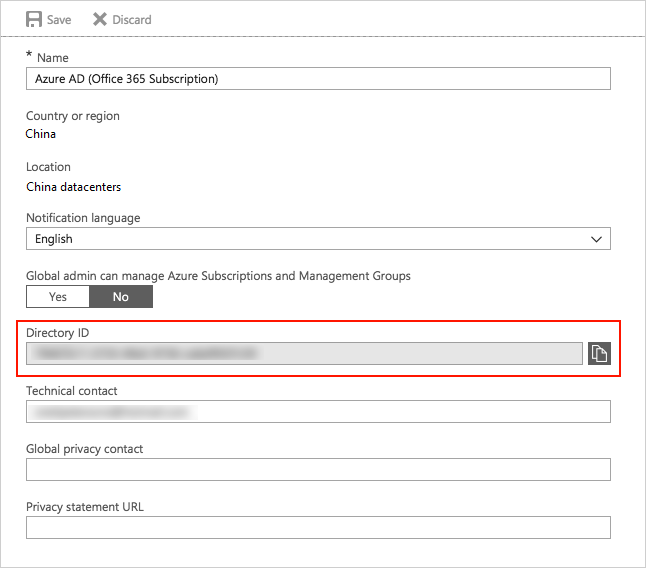 Save Discard
* Name
Azure AD (Office 365 Subscription)
Country or region
China
Location
China datacenters
Notification language
English
Global admin can manage Azure Subscriptions and Management Groups
Yes No
Directory ID
Technical contact
Global privacy contact
Privacy statement URL